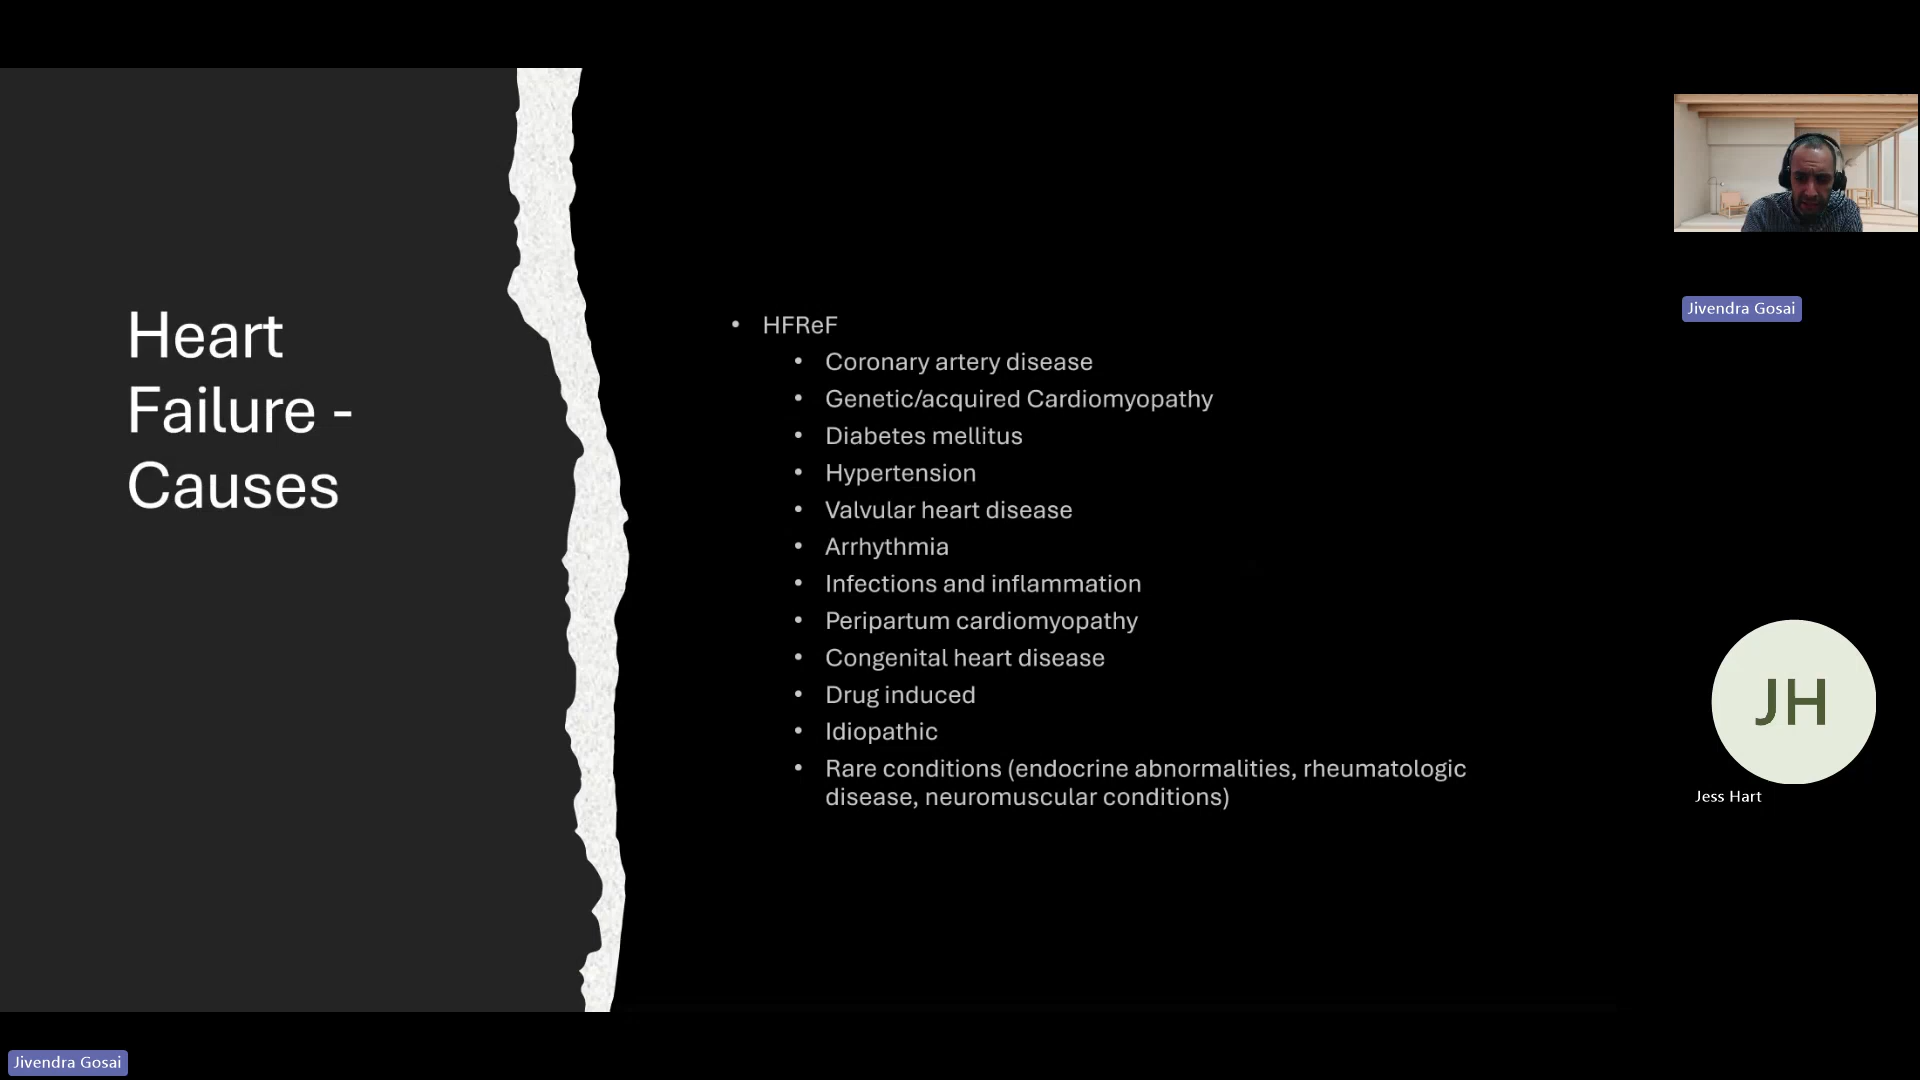 Heart
Failure -
Causes
• HFReF
• Coronary artery disease
• Genetic/acquired Cardiomyopathy
• Diabetes mellitus
• Hypertension
• Valvular heart disease
• Arrhythmia
• Infections and inflammation
• Peripartum cardiomyopathy
• Congenital heart disease
• Drug induced
• Idiopathic
• Rare conditions (endocrine abnormalities, rheumatologic
disease, neuromuscular conditions)
Jivendra Gosai
JH
Jess Hart
Jivendra Gosai